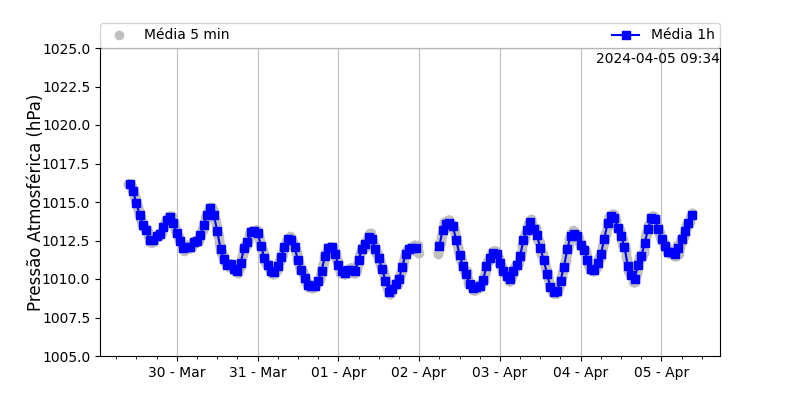 Média 5 min
Média 1h
2024-04-05 09:34
Pressão Atmosférica (hPa)
1025.0
1022.5
1020.0
1017.5
1015.0
1012.5
1010.0
1007.5
1005.0
30 - Mar
31 - Mar
01 - Apr
02 - Apr
03 - Apr
04 - Apr
05 - Apr